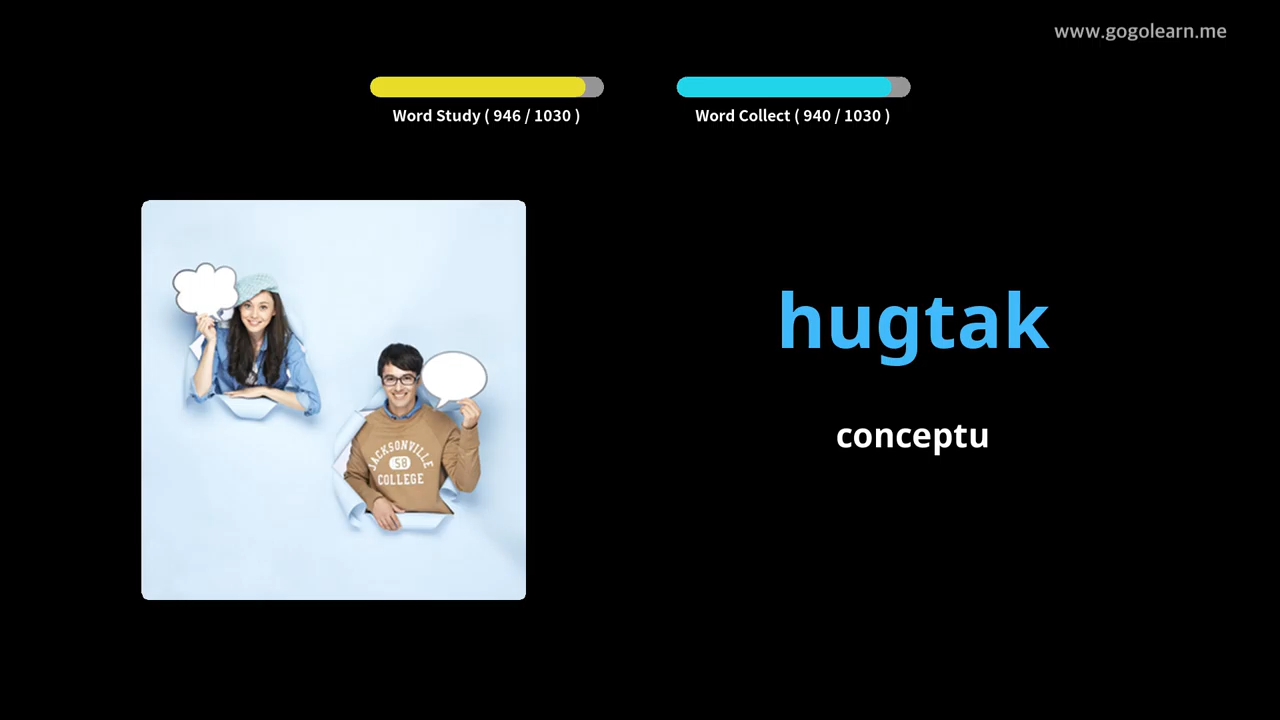 www.gogolearn.me
Word Study ( 946 / 1030 )
Word Collect ( 940 / 1030 )
hugtak
conceptu
JACKSONVILLE
58
COLLEGE